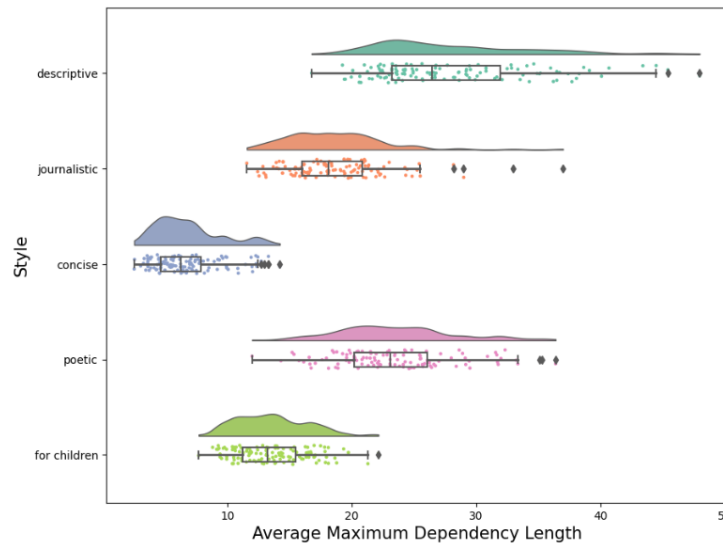 descriptive
journalistic
concise
poetic
for children
Style
10
20
30
40
Average Maximum Dependency Length